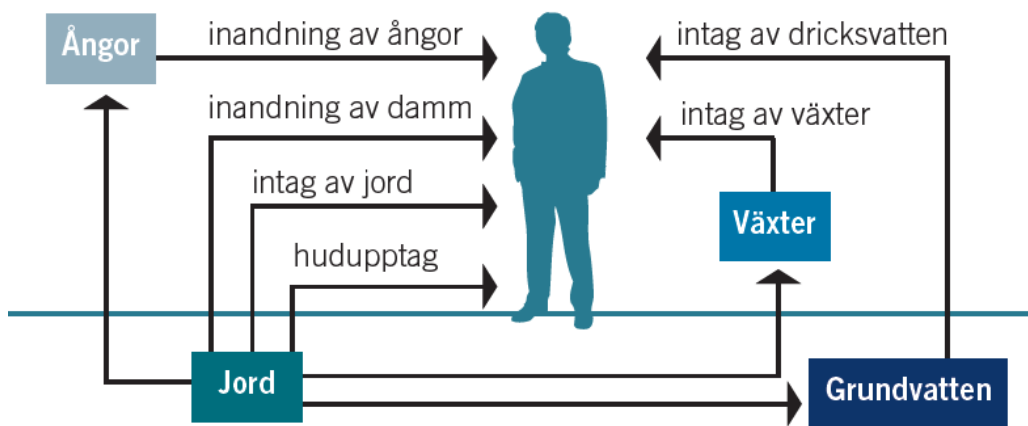 Ångor
inandning av ångor
intag av dricksvatten
inandning av damm
intag av växter
intag av jord
Växter
hudupptag
Jord
Grundvatten